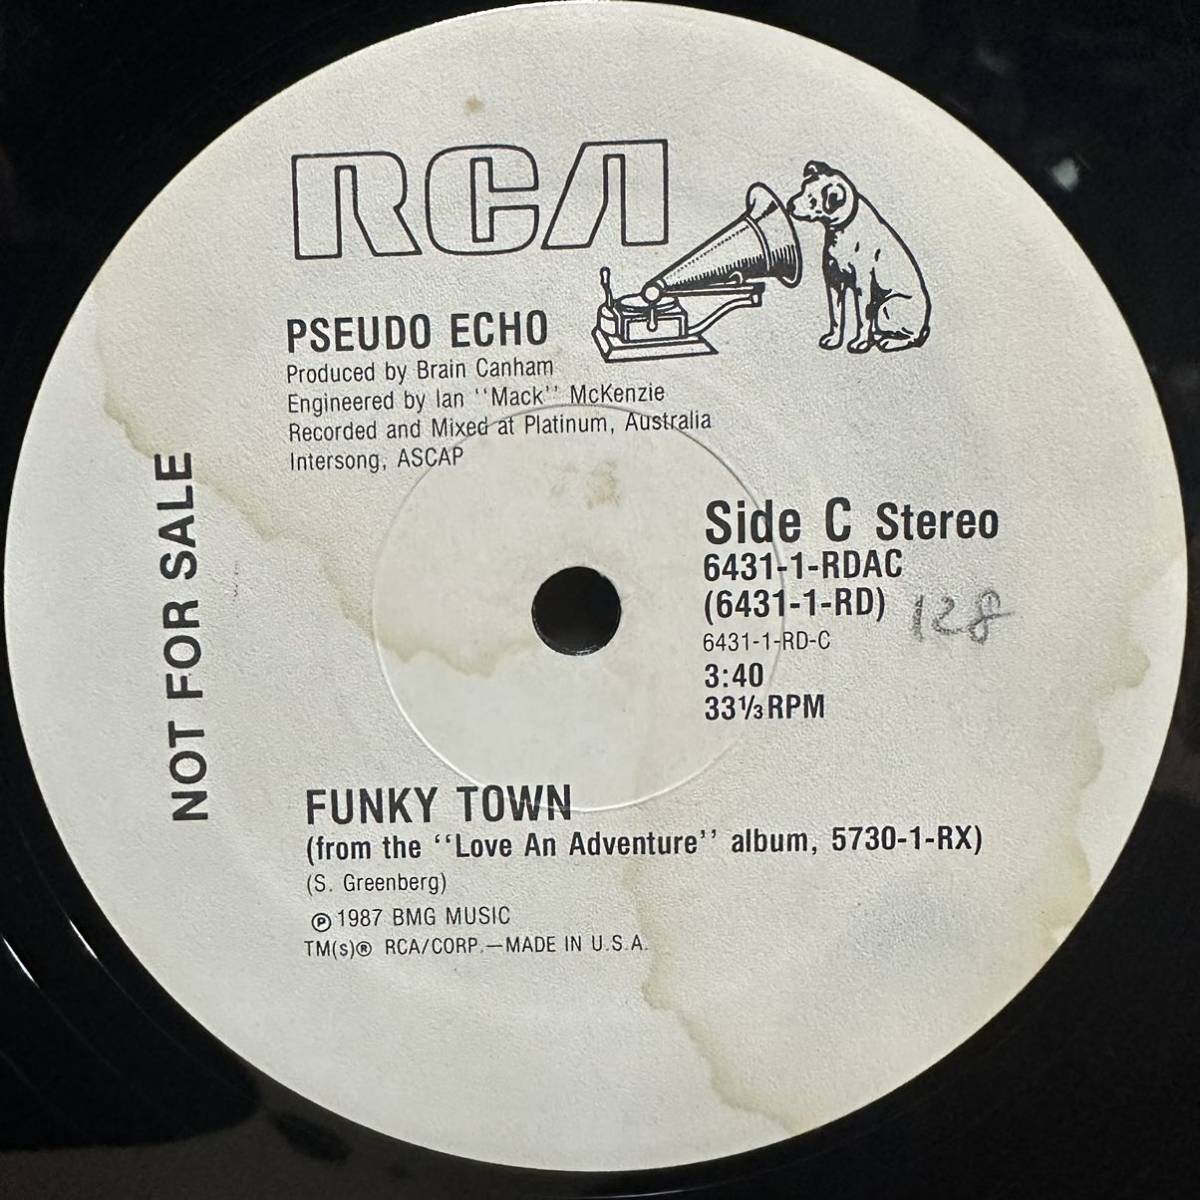 RCA
PSEUDO ECHO
Produced by Brain Canham
Engineered by Ian ‘‘Mack’’ McKenzie
Recorded and Mixed at Platinum, Australia
Intersong, ASCAP
NOT FOR SALE
Side C Stereo
6431-1-RDAC
(6431-1-RD)
128
6431-1-RD-C
3:40
33⅓ RPM
FUNKY TOWN
(from the ‘‘Love An Adventure’’ album, 5730-1-RX)
(S. Greenberg)
℗ 1987 BMG MUSIC
TM(s)® RCA/CORP.—MADE IN U.S.A.